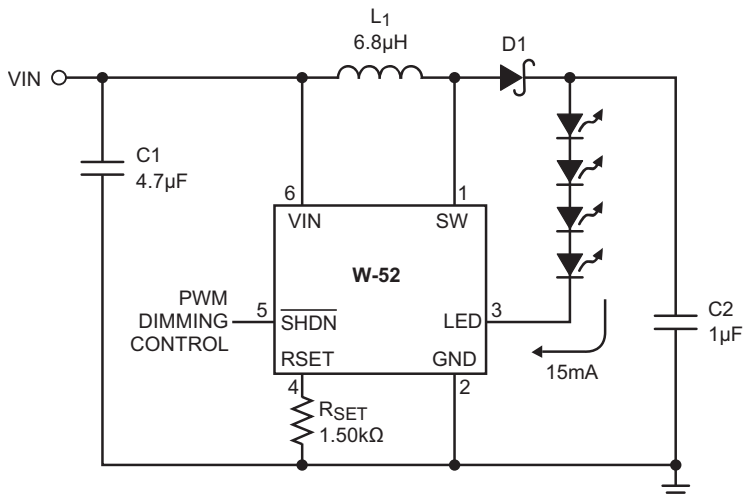 L1
6.8µH
D1
VIN
C1
4.7µF
6
1
VIN
SW
W-52
PWM
DIMMING
CONTROL
5
SHDN
LED
3
C2
1µF
RSET
GND
15mA
4
2
RSET
1.50kΩ